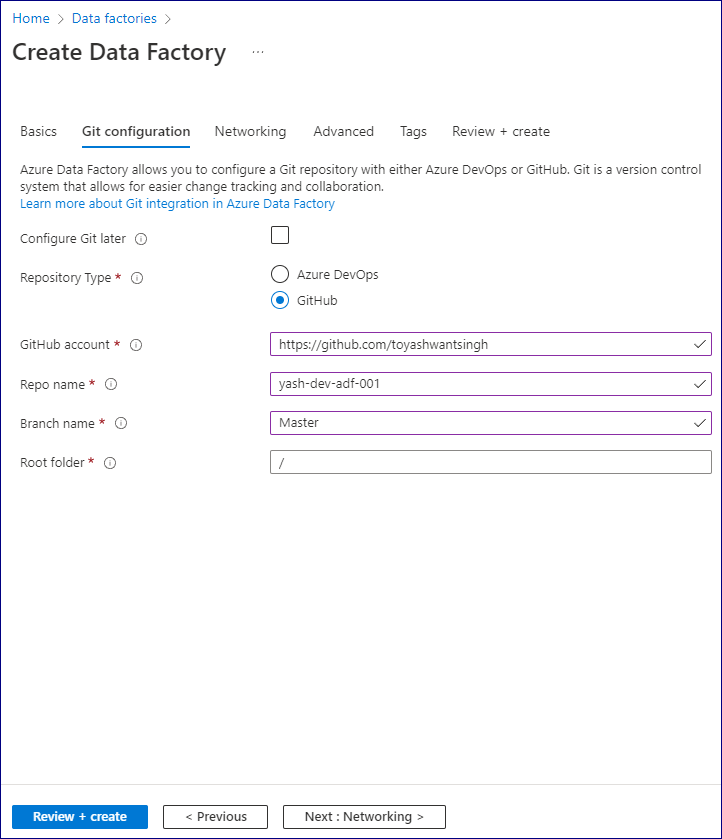 Home > Data factories >
Create Data Factory ...
Basics Git configuration Networking Advanced Tags Review + create
Azure Data Factory allows you to configure a Git repository with either Azure DevOps or GitHub. Git is a version control
system that allows for easier change tracking and collaboration.
Learn more about Git integration in Azure Data Factory
Configure Git later
Repository Type * Azure DevOps
GitHub
GitHub account * https://github.com/toyashwantsingh
Repo name * yash-dev-adf-001
Branch name * Master
Root folder * /
Review + create < Previous Next : Networking >